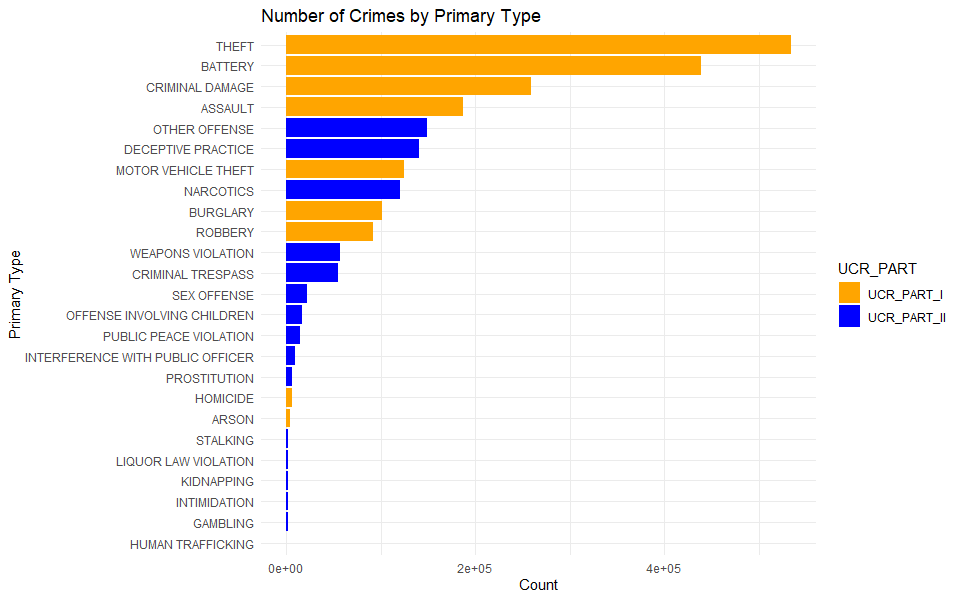 Number of Crimes by Primary Type
THEFT
BATTERY
CRIMINAL DAMAGE
ASSAULT
OTHER OFFENSE
DECEPTIVE PRACTICE
MOTOR VEHICLE THEFT
NARCOTICS
BURGLARY
ROBBERY
WEAPONS VIOLATION
CRIMINAL TRESPASS
SEX OFFENSE
OFFENSE INVOLVING CHILDREN
PUBLIC PEACE VIOLATION
INTERFERENCE WITH PUBLIC OFFICER
PROSTITUTION
HOMICIDE
ARSON
STALKING
LIQUOR LAW VIOLATION
KIDNAPPING
INTIMIDATION
GAMBLING
HUMAN TRAFFICKING
Primary Type
0e+00 2e+05 4e+05
Count
UCR_PART
UCR_PART_I
UCR_PART_II